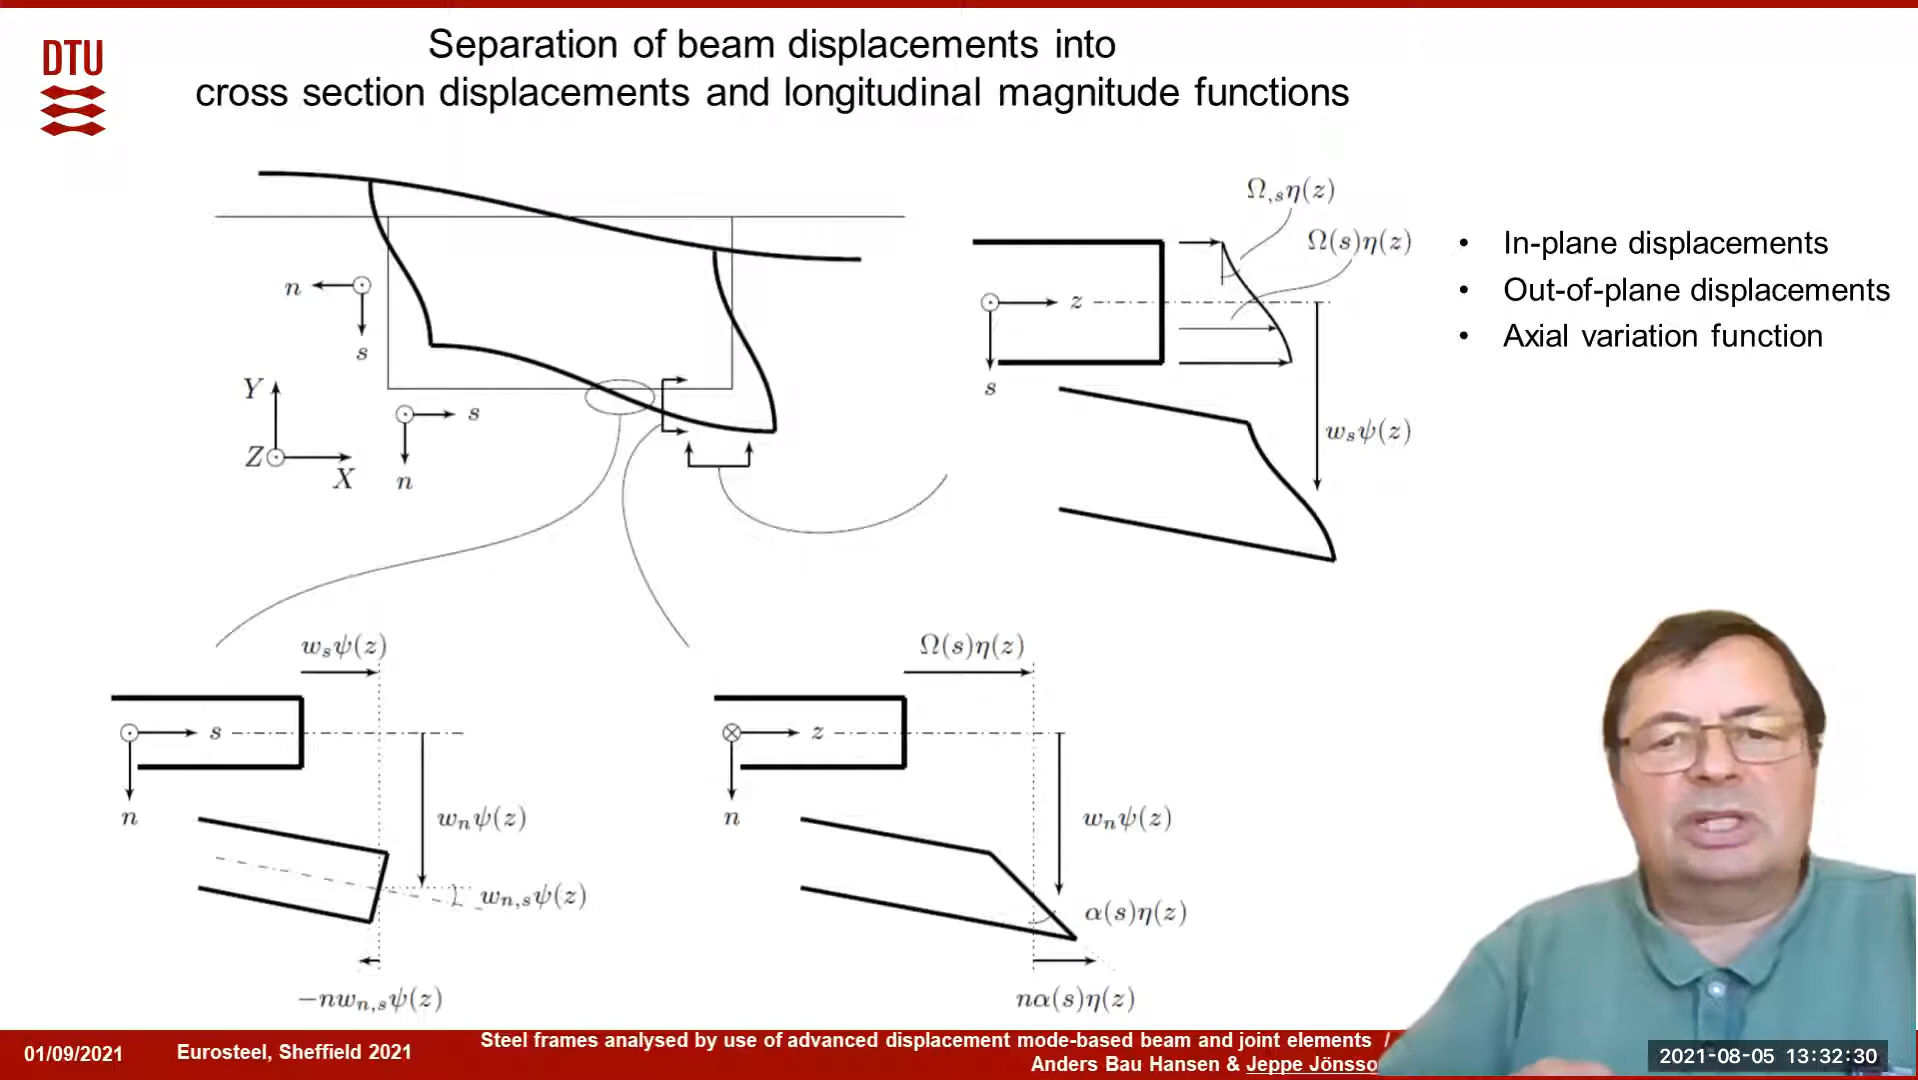 DTU
Separation of beam displacements into
cross section displacements and longitudinal magnitude functions
n
s
Y
Z
X
s
n
Ω,sη(z)
Ω(s)η(z)
z
s
wsψ(z)
• In-plane displacements
• Out-of-plane displacements
• Axial variation function
wsψ(z)
s
n
wnψ(z)
wn,sψ(z)
−nwn,sψ(z)
Ω(s)η(z)
z
n
wnψ(z)
α(s)η(z)
nα(s)η(z)
01/09/2021
Eurosteel, Sheffield 2021
Steel frames analysed by use of advanced displacement mode-based beam and joint elements /
Anders Bau Hansen & Jeppe Jönsso
2021-08-05 13:32:30